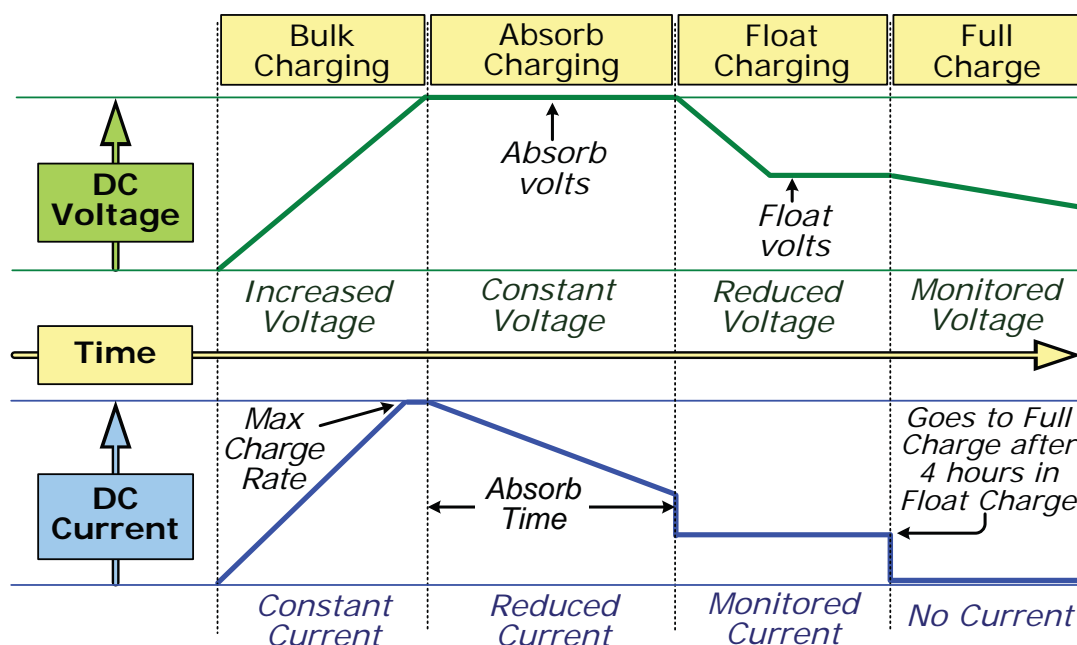 Bulk
Charging
Absorb
Charging
Float
Charging
Full
Charge
DC
Voltage
Absorb
volts
Float
volts
Increased
Voltage
Constant
Voltage
Reduced
Voltage
Monitored
Voltage
Time
DC
Current
Max
Charge
Rate
Absorb
Time
Goes to Full
Charge after
4 hours in
Float Charge
Constant
Current
Reduced
Current
Monitored
Current
No Current